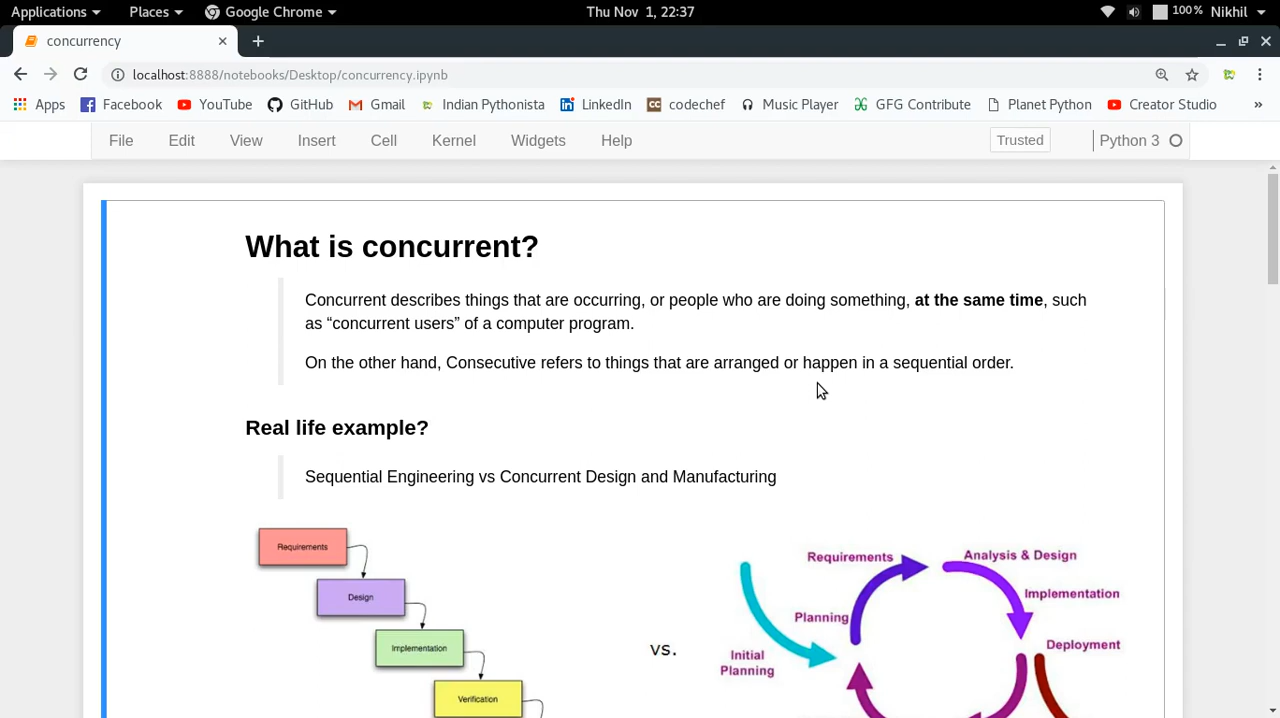 Applications Places Google Chrome Thu Nov 1, 22:37 100% Nikhil
concurrency
localhost:8888/notebooks/Desktop/concurrency.ipynb
Apps Facebook YouTube GitHub Gmail Indian Pythonista LinkedIn codechef Music Player GFG Contribute Planet Python Creator Studio »
File Edit View Insert Cell Kernel Widgets Help Trusted Python 3
What is concurrent?
Concurrent describes things that are occurring, or people who are doing something, at the same time, such
as “concurrent users” of a computer program.
On the other hand, Consecutive refers to things that are arranged or happen in a sequential order.
Real life example?
Sequential Engineering vs Concurrent Design and Manufacturing
Requirements
Design
Implementation
Verification
vs.
Requirements
Analysis & Design
Implementation
Planning
Deployment
Initial
Planning